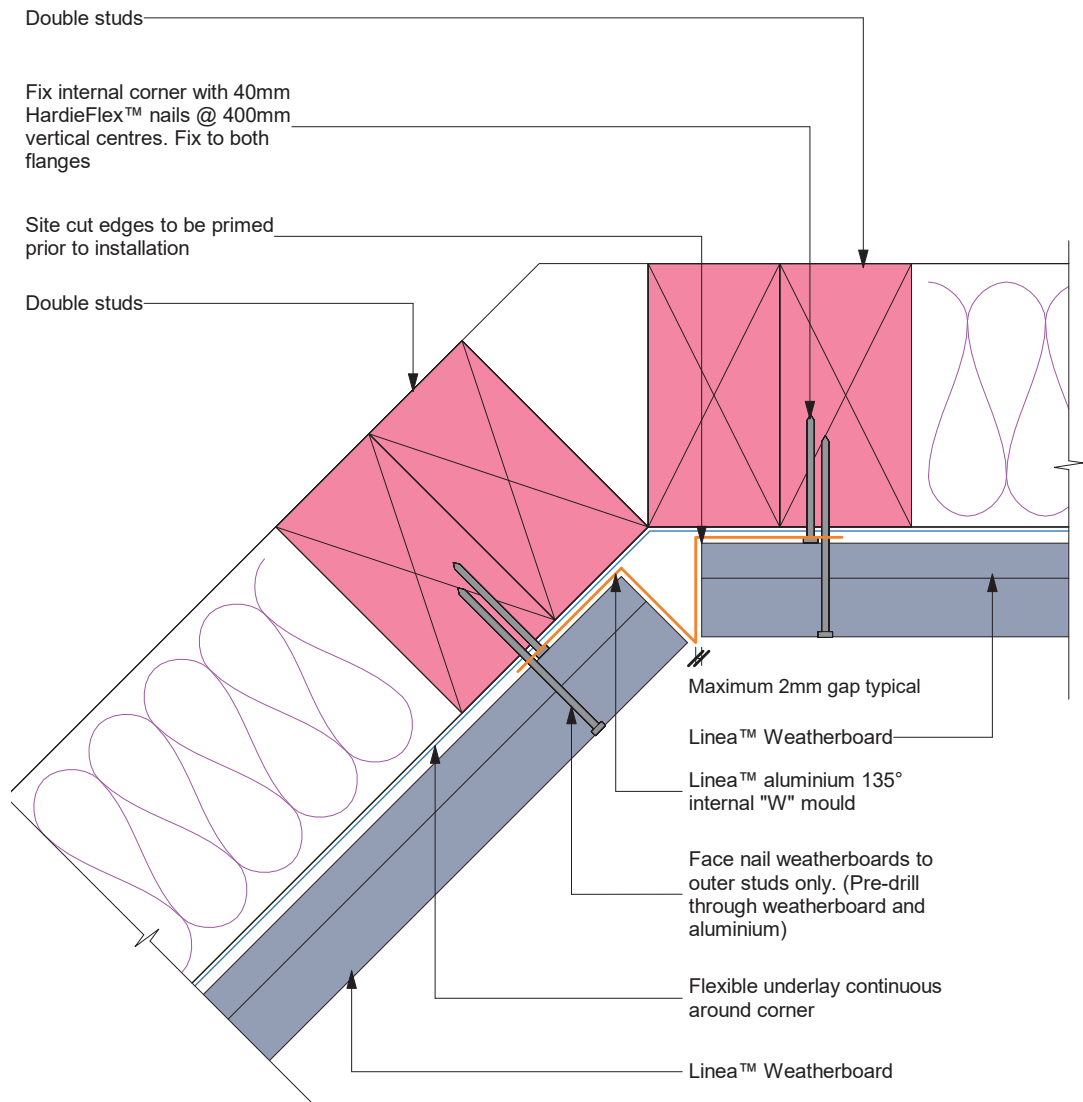 Double studs
Fix internal corner with 40mm
HardieFlex™ nails @ 400mm
vertical centres. Fix to both
flanges
Site cut edges to be primed
prior to installation
Double studs
Maximum 2mm gap typical
Linea™ Weatherboard
Linea™ aluminium 135°
internal "W" mould
Face nail weatherboards to
outer studs only. (Pre-drill
through weatherboard and
aluminium)
Flexible underlay continuous
around corner
Linea™ Weatherboard